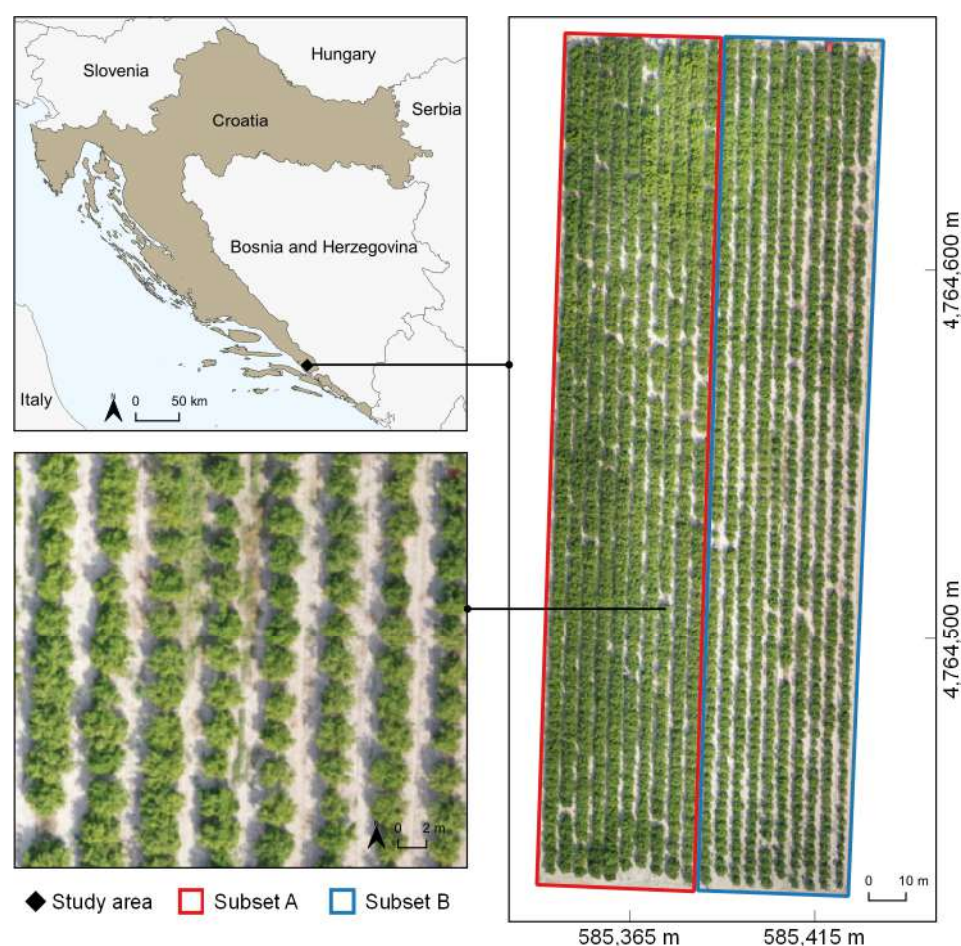 Hungary
Slovenia
Serbia
Croatia
Bosnia and Herzegovina
Italy
N
0 50 km
4,764,600 m
4,764,500 m
0 10 m
585,365 m
585,415 m
N
0 2 m
Study area
Subset A
Subset B